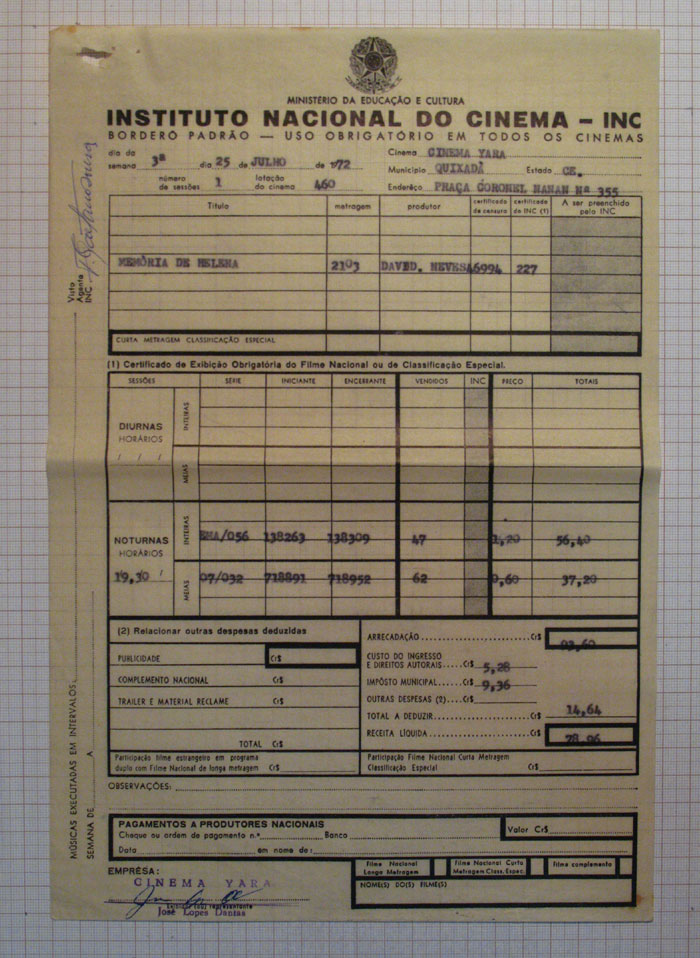 MINISTÉRIO DA EDUCAÇÃO E CULTURA
INSTITUTO NACIONAL DO CINEMA – INC
BORDERÔ PADRÃO — USO OBRIGATÓRIO EM TODOS OS CINEMAS
dia da semana 3ª dia 25 de JULHO de 1972
Cinema CINEMA YARA
Município QUIXADÁ Estado CE.
número de sessões 1 lotação do cinema 460
Endereço PRAÇA CORONEL NANAN Nº 355
Título metragem produtor certificado de censura certificado do INC (1) A ser preenchido pelo INC
MEMÓRIA DE HELENA 2103 DAVID. NEVES 46994 227
CURTA METRAGEM CLASSIFICAÇÃO ESPECIAL
Visto Agente INC
(1) Certificado de Exibição Obrigatória do Filme Nacional ou de Classificação Especial.
SESSÕES SÉRIE INICIANTE ENCERRANTE VENDIDOS INC PREÇO TOTAIS
DIURNAS
HORÁRIOS
/ / /
INTEIRAS
MEIAS
NOTURNAS
HORÁRIOS
19,30 /
INTEIRAS
EMA/056 138263 138309 47 1,20 56,40
MEIAS
07/032 718891 718952 62 0,60 37,20
(2) Relacionar outras despesas deduzidas
PUBLICIDADE Cr$
COMPLEMENTO NACIONAL Cr$
TRAILER E MATERIAL RECLAME Cr$
TOTAL Cr$
ARRECADAÇÃO Cr$ 93,60
CUSTO DO INGRESSO
E DIREITOS AUTORAIS Cr$ 5,28
IMPÔSTO MUNICIPAL Cr$ 9,36
OUTRAS DESPESAS (2) Cr$
TOTAL A DEDUZIR Cr$ 14,64
RECEITA LÍQUIDA Cr$ 78,96
Participação filme estrangeiro em programa
duplo com Filme Nacional de longa metragem Cr$
Participação Filme Nacional Curta Metragem
Classificação Especial Cr$
OBSERVAÇÕES:
MÚSICAS EXECUTADAS EM INTERVALOS:
SEMANA DE A
PAGAMENTOS A PRODUTORES NACIONAIS
Cheque ou ordem de pagamento n.º Banco
Valor Cr$
Data em nome de:
Filme Nacional Longa Metragem
Filme Nacional Curta Metragem Class. Espec.
filme complemento
NOME(S) DO(S) FILME(S)
EMPRÊSA:
CINEMA YARA
José Lopes Dantas